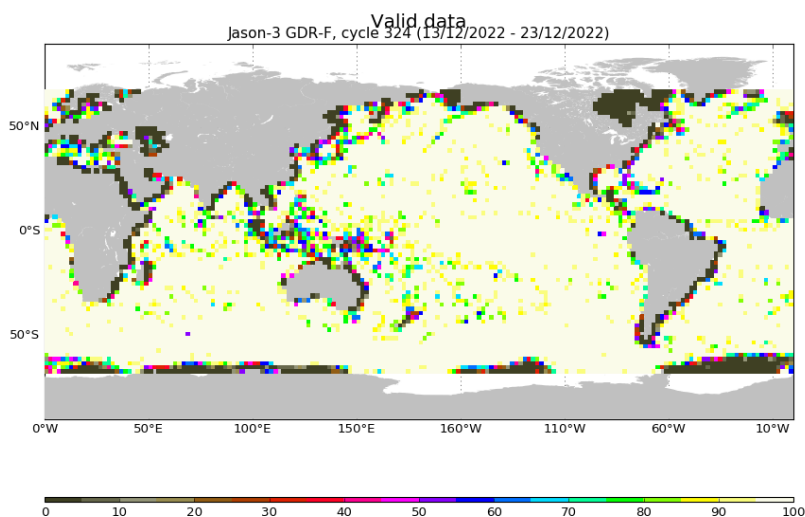 Valid data
Jason-3 GDR-F, cycle 324 (13/12/2022 - 23/12/2022)
50°N
0°S
50°S
0°W 50°E 100°E 150°E 160°W 110°W 60°W 10°W
0 10 20 30 40 50 60 70 80 90 100